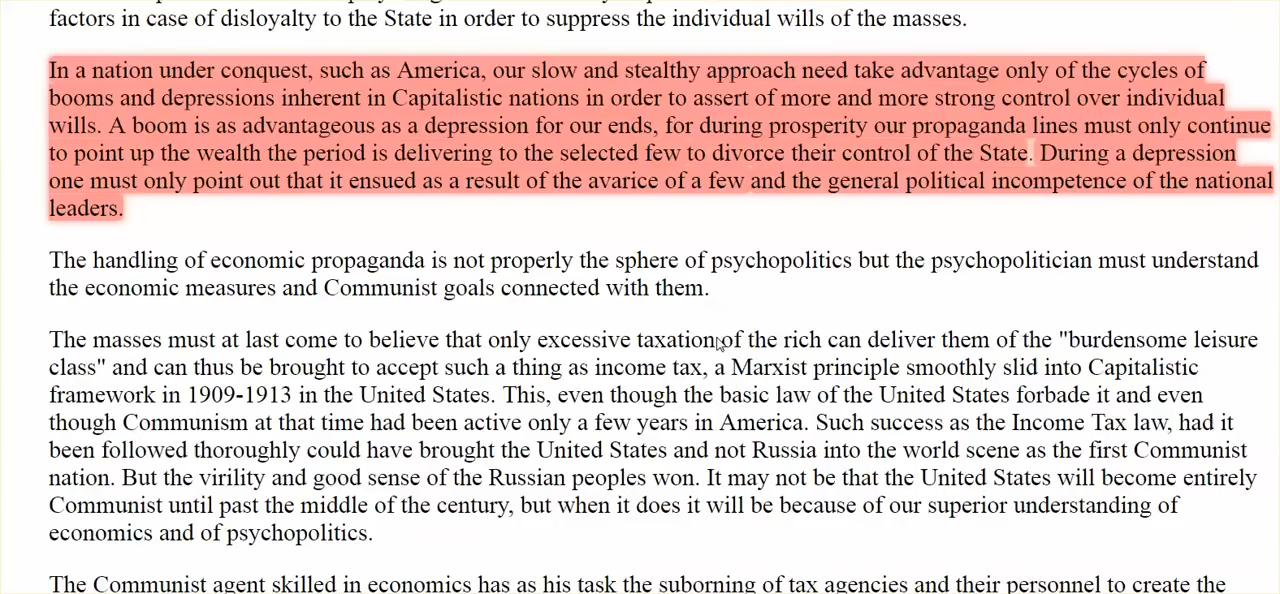 factors in case of disloyalty to the State in order to suppress the individual wills of the masses.
In a nation under conquest, such as America, our slow and stealthy approach need take advantage only of the cycles of
booms and depressions inherent in Capitalistic nations in order to assert of more and more strong control over individual
wills. A boom is as advantageous as a depression for our ends, for during prosperity our propaganda lines must only continue
to point up the wealth the period is delivering to the selected few to divorce their control of the State. During a depression
one must only point out that it ensued as a result of the avarice of a few and the general political incompetence of the national
leaders.
The handling of economic propaganda is not properly the sphere of psychopolitics but the psychopolitician must understand
the economic measures and Communist goals connected with them.
The masses must at last come to believe that only excessive taxation of the rich can deliver them of the "burdensome leisure
class" and can thus be brought to accept such a thing as income tax, a Marxist principle smoothly slid into Capitalistic
framework in 1909-1913 in the United States. This, even though the basic law of the United States forbade it and even
though Communism at that time had been active only a few years in America. Such success as the Income Tax law, had it
been followed thoroughly could have brought the United States and not Russia into the world scene as the first Communist
nation. But the virility and good sense of the Russian peoples won. It may not be that the United States will become entirely
Communist until past the middle of the century, but when it does it will be because of our superior understanding of
economics and of psychopolitics.
The Communist agent skilled in economics has as his task the suborning of tax agencies and their personnel to create the